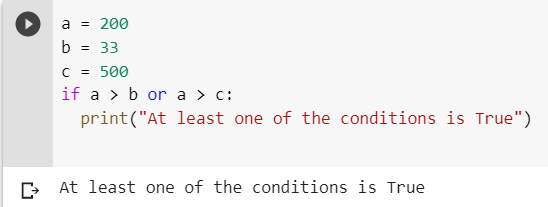 a = 200
b = 33
c = 500
if a > b or a > c:
  print("At least one of the conditions is True")
At least one of the conditions is True